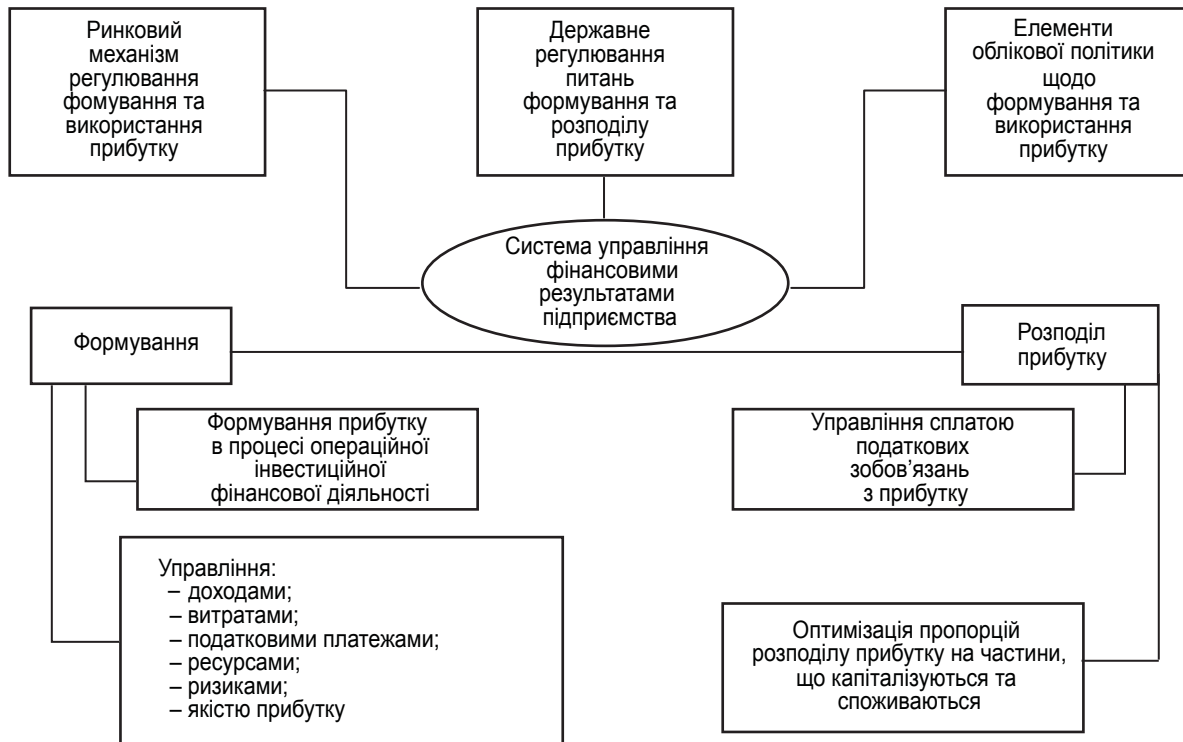 Ринковий
механізм
регулювання
фомування та
використання
прибутку
Державне
регулювання
питань
формування та
розподілу
прибутку
Елементи
облікової політики
щодо
формування та
використання
прибутку
Система управління
фінансовими
результатами
підприємства
Формування
Розподіл
прибутку
Формування прибутку
в процесі операційної
інвестиційної
фінансової діяльності
Управління сплатою
податкових
зобов’язань
з прибутку
Управління:
– доходами;
– витратами;
– податковими платежами;
– ресурсами;
– ризиками;
– якістю прибутку
Оптимізація пропорцій
розподілу прибутку на частини,
що капіталізуються та
споживаються